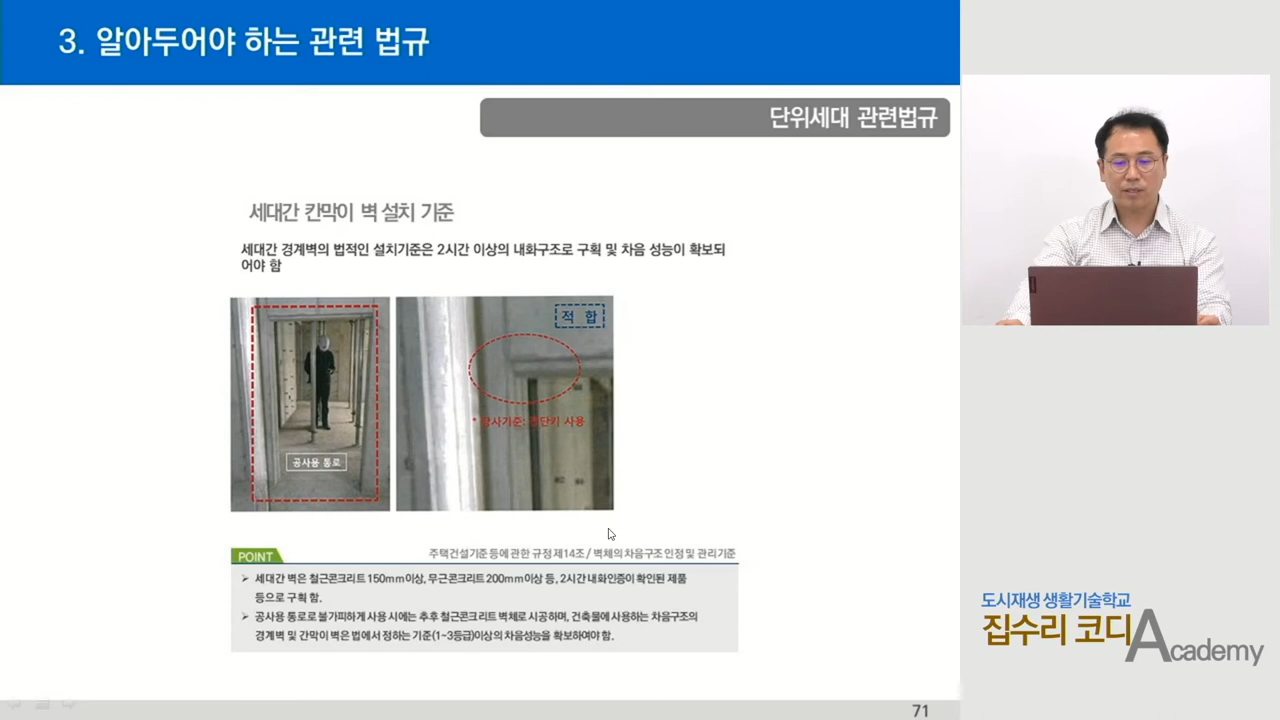 3. 알아두어야 하는 관련 법규
단위세대 관련법규
세대간 칸막이 벽 설치 기준
세대간 경계벽의 법적인 설치기준은 2시간 이상의 내화구조로 구획 및 차음 성능이 확보되
어야 함
적 합
사용
공사용 통로
POINT
주택건설기준 등에 관한 규정 제14조 / 벽체의 차음구조 인정 및 관리기준
➢ 세대간 벽은 철근콘크리트 150mm이상, 무근콘크리트 200mm이상 등, 2시간 내화인증이 확인된 제품
등으로 구획 함.
➢ 공사용 통로로 불가피하게 사용 시에는 추후 철근콘크리트 벽체로 시공하며, 건축물에 사용하는 차음구조의
경계벽 및 간막이 벽은 법에서 정하는 기준(1~3등급)이상의 차음성능을 확보하여야 함.
71
도시재생 생활기술학교
집수리 코디 Academy